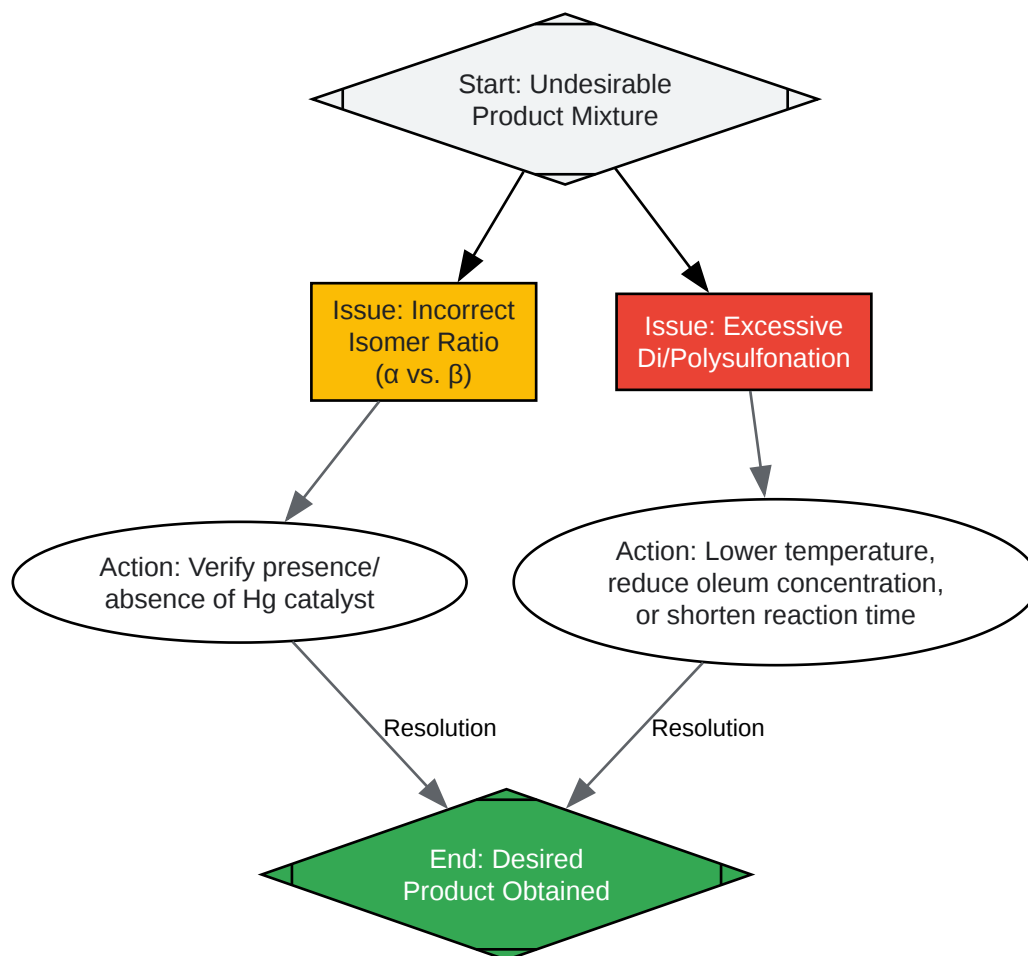 Start: Undesirable
Product Mixture
Issue: Incorrect
Isomer Ratio
(α vs. β)
Issue: Excessive
Di/Polysulfonation
Action: Verify presence/
absence of Hg catalyst
Action: Lower temperature,
reduce oleum concentration,
or shorten reaction time
Resolution
Resolution
End: Desired
Product Obtained